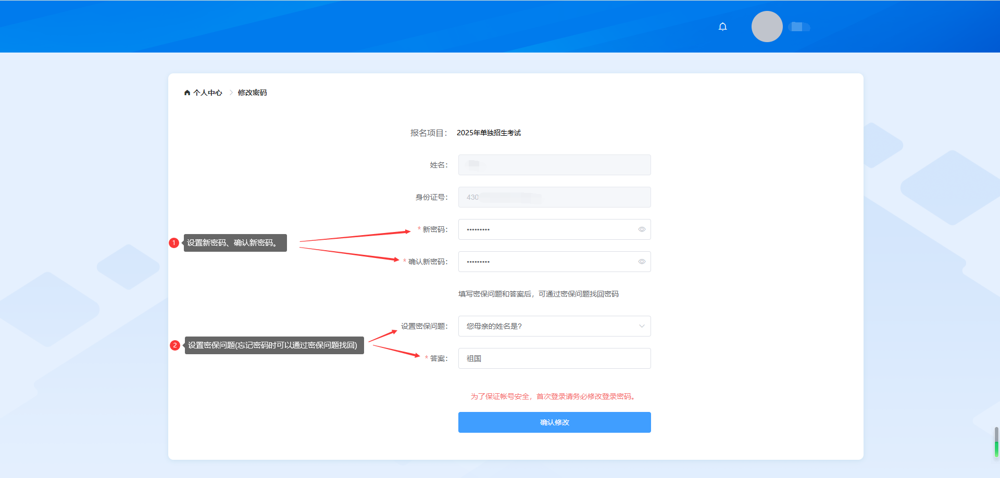 个人中心 > 修改密码
报名项目： 2025年单独招生考试
姓名：
身份证号： 430
* 新密码： •••••••••
1 设置新密码、确认新密码。
* 确认新密码： •••••••••
填写密保问题和答案后，可通过密保问题找回密码
设置密保问题： 您母亲的姓名是?
2 设置密保问题(忘记密码时可以通过密保问题找回)
* 答案： 祖国
为了保证帐号安全，首次登录请务必修改登录密码。
确认修改